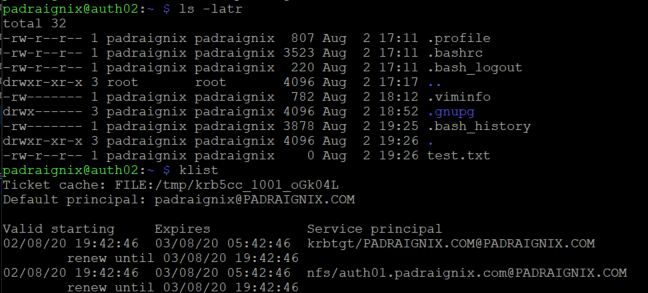 padraignix@auth02:~ $ ls -latr
total 32
-rw-r--r-- 1 padraignix padraignix  807 Aug  2 17:11 .profile
-rw-r--r-- 1 padraignix padraignix 3523 Aug  2 17:11 .bashrc
-rw-r--r-- 1 padraignix padraignix  220 Aug  2 17:11 .bash_logout
drwxr-xr-x 3 root       root       4096 Aug  2 17:17 ..
-rw------- 1 padraignix padraignix  782 Aug  2 18:12 .viminfo
drwx------ 3 padraignix padraignix 4096 Aug  2 18:52 .gnupg
-rw------- 1 padraignix padraignix 3878 Aug  2 19:25 .bash_history
drwxr-xr-x 3 padraignix padraignix 4096 Aug  2 19:26 .
-rw-r--r-- 1 padraignix padraignix    0 Aug  2 19:26 test.txt
padraignix@auth02:~ $ klist
Ticket cache: FILE:/tmp/krb5cc_1001_oGk04L
Default principal: padraignix@PADRAIGNIX.COM
Valid starting     Expires            Service principal
02/08/20 19:42:46  03/08/20 05:42:46  krbtgt/PADRAIGNIX.COM@PADRAIGNIX.COM
        renew until 03/08/20 19:42:46
02/08/20 19:42:46  03/08/20 05:42:46  nfs/auth01.padraignix.com@PADRAIGNIX.COM
        renew until 03/08/20 19:42:46